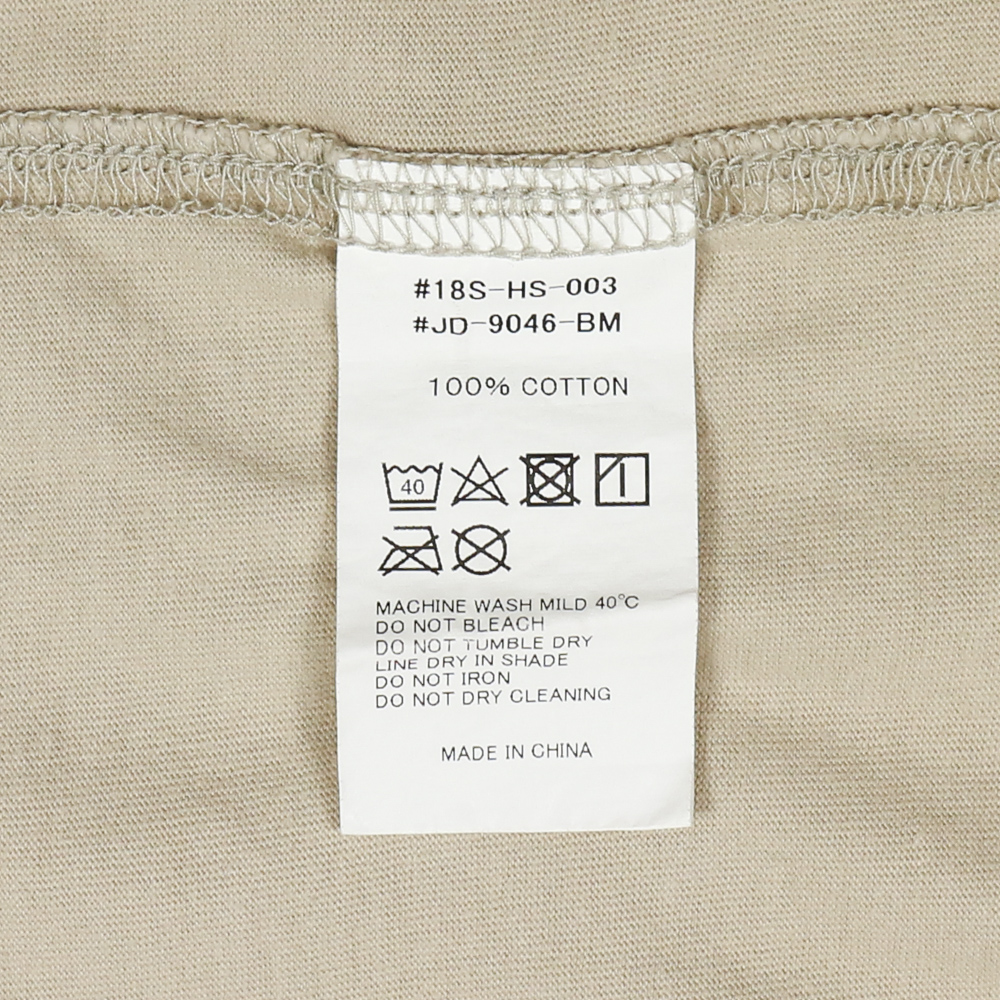 #18S-HS-003
#JD-9046-BM
100% COTTON
40
MACHINE WASH MILD 40℃
DO NOT BLEACH
DO NOT TUMBLE DRY
LINE DRY IN SHADE
DO NOT IRON
DO NOT DRY CLEANING
MADE IN CHINA